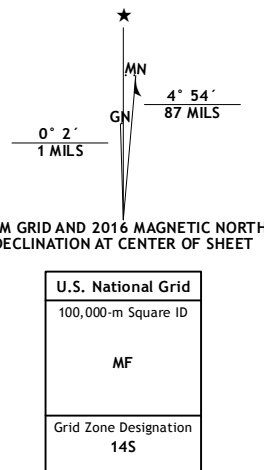 ★
MN
GN
4° 54´
87 MILS
0° 2´
1 MILS
M GRID AND 2016 MAGNETIC NORTH
DECLINATION AT CENTER OF SHEET
U.S. National Grid
100,000-m Square ID
MF
Grid Zone Designation
14S